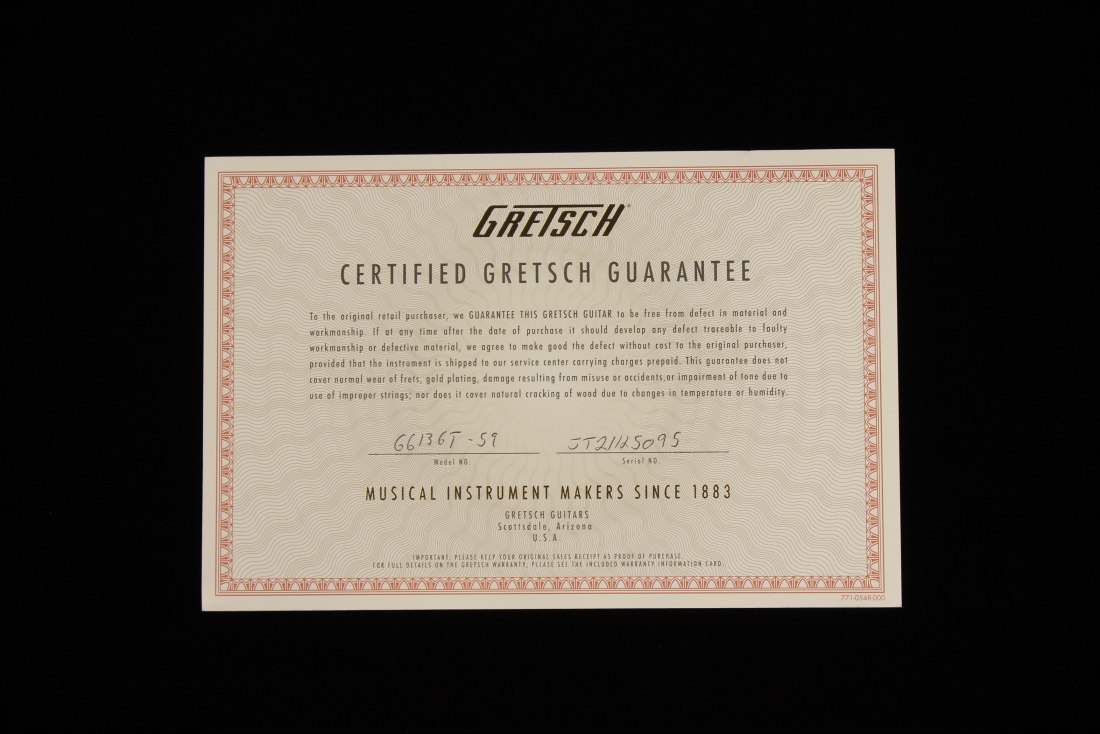 GRETSCH®
CERTIFIED GRETSCH GUARANTEE
To the original retail purchaser, we GUARANTEE THIS GRETSCH GUITAR to be free from defect in material and
workmanship. If at any time after the date of purchase it should develop any defect traceable to faulty
workmanship or defective material, we agree to make good the defect without cost to the original purchaser,
provided that the instrument is shipped to our service center carrying charges prepaid. This guarantee does not
cover normal wear of frets, gold plating, damage resulting from misuse or accidents,or impairment of tone due to
use of improper strings; nor does it cover natural cracking of wood due to changes in temperature or humidity.
G6136T-59 JT21125095
Model NO. Serial NO.
MUSICAL INSTRUMENT MAKERS SINCE 1883
GRETSCH GUITARS
Scottsdale, Arizona
U.S.A.
IMPORTANT: PLEASE KEEP YOUR ORIGINAL SALES RECEIPT AS PROOF OF PURCHASE.
FOR FULL DETAILS ON THE GRETSCH WARRANTY, PLEASE SEE THE INCLUDED WARRANTY INFORMATION CARD.
771-0548-000